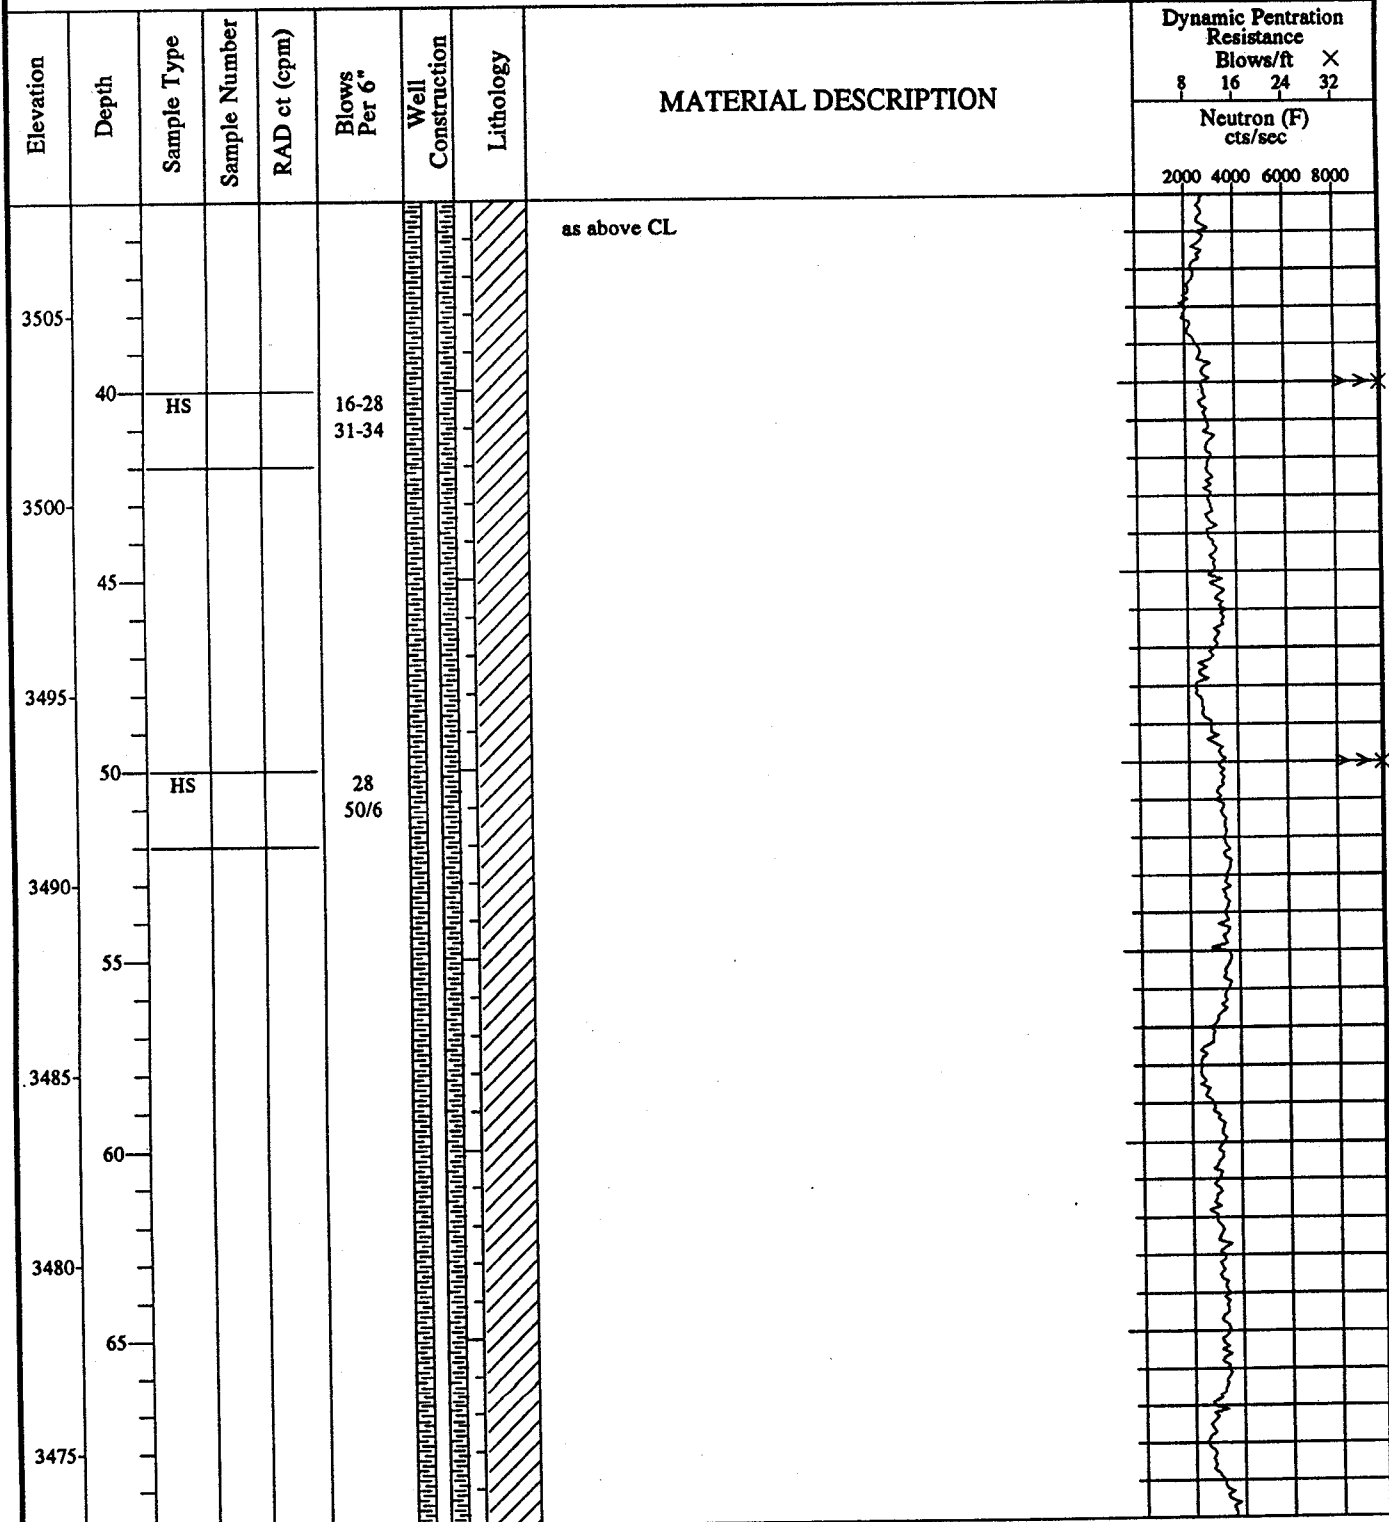 Elevation
Depth
Sample Type
Sample Number
RAD ct (cpm)
Blows
Per 6"
Well
Construction
Lithology
MATERIAL DESCRIPTION
Dynamic Pentration
Resistance
Blows/ft X
8 16 24 32
Neutron (F)
cts/sec
2000 4000 6000 8000
as above CL
3505
40
HS
16-28
31-34
3500
45
3495
50
HS
28
50/6
3490
55
3485
60
3480
65
3475